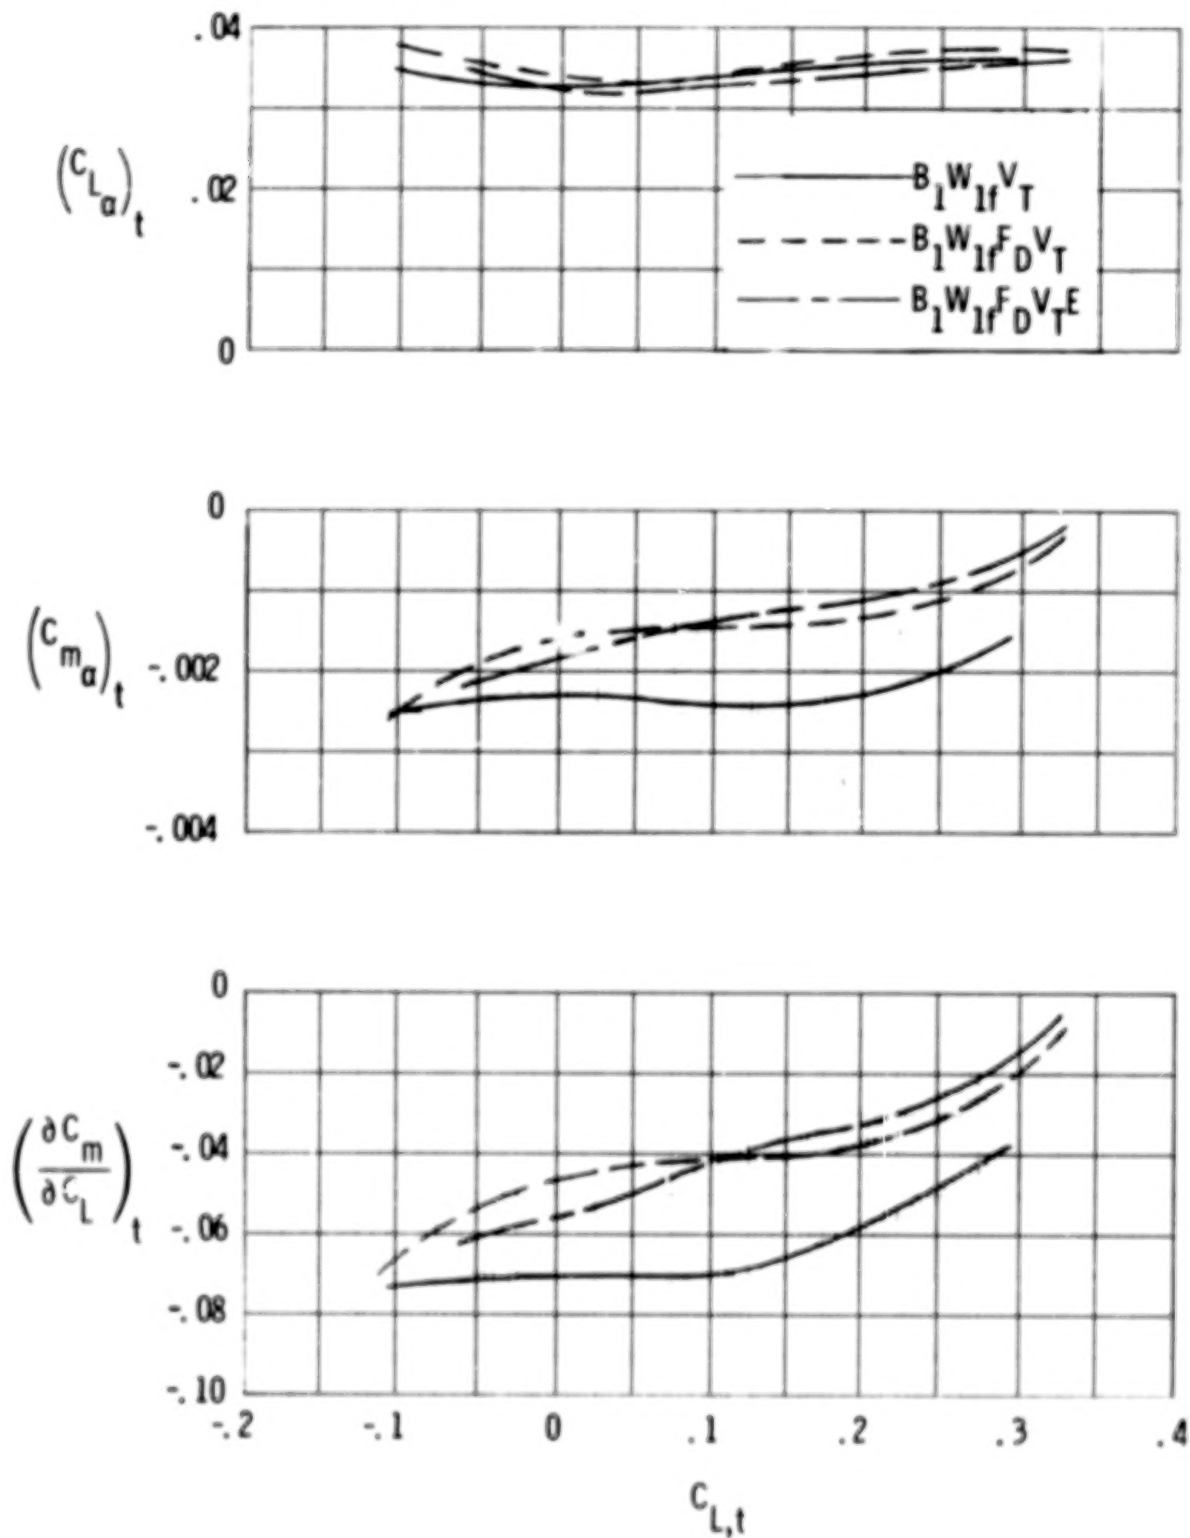 .04
(C_Lα)_t
.02
B1W1fVT
B1W1fFDVT
B1W1fFDVTE
0
0
(C_mα)_t
-.002
-.004
0
-.02
(∂C_m/∂C_L)_t
-.04
-.06
-.08
-.10
-.2 -.1 0 .1 .2 .3 .4
C_L,t